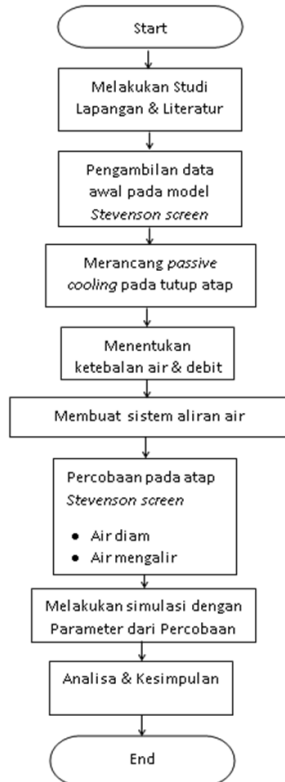 Start
Melakukan Studi
Lapangan & Literatur
Pengambilan data
awal pada model
Stevenson screen
Merancang passive
cooling pada tutup atap
Menentukan
ketebalan air & debit
Membuat sistem aliran air
Percobaan pada atap
Stevenson screen
• Air diam
• Air mengalir
Melakukan simulasi dengan
Parameter dari Percobaan
Analisa & Kesimpulan
End